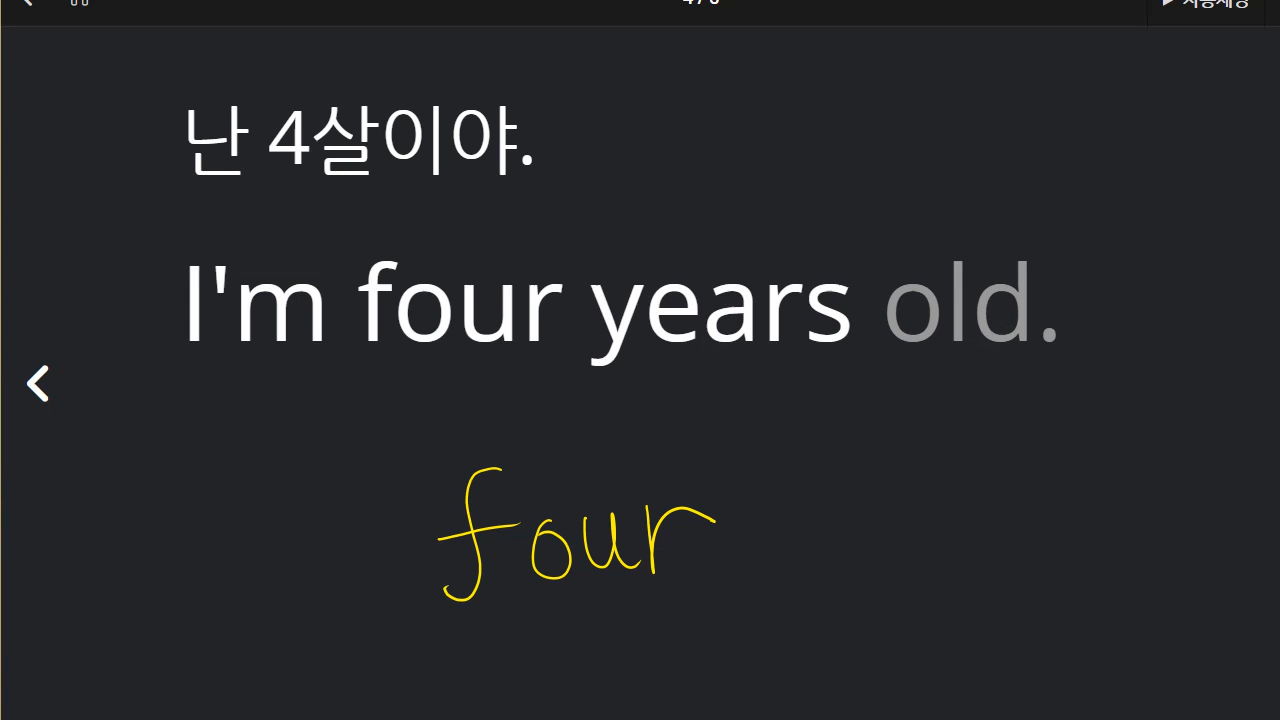 난 4살이야.
I'm four years old.
four